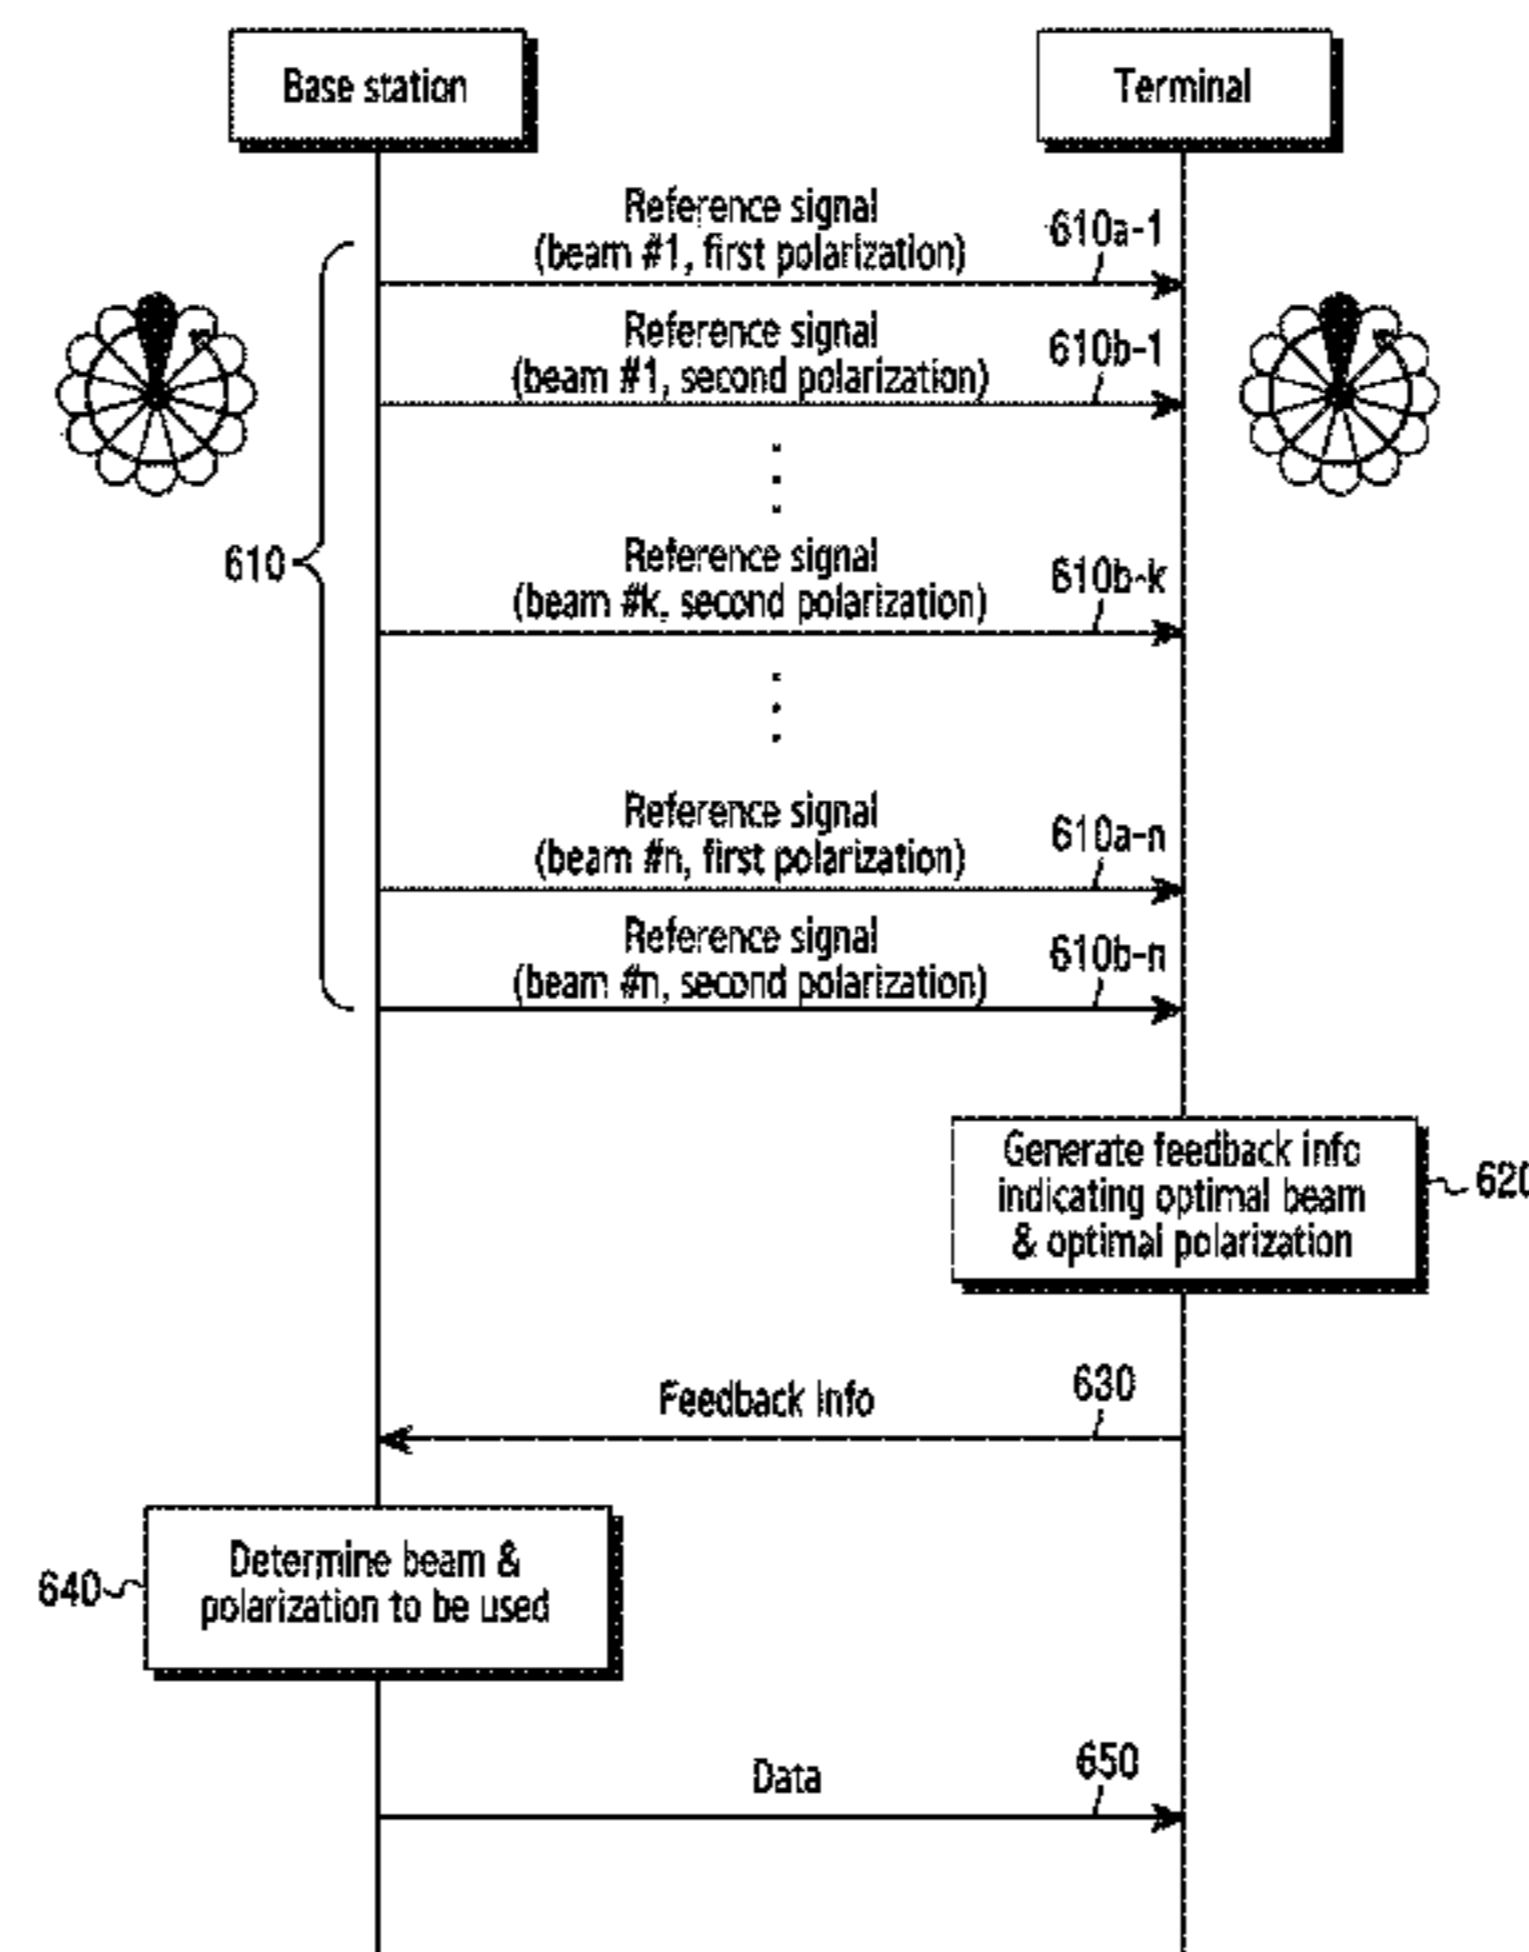 Base station
Terminal
Reference signal
(beam #1, first polarization)
610a-1
Reference signal
(beam #1, second polarization)
610b-1
610
Reference signal
(beam #k, second polarization)
610b-k
Reference signal
(beam #n, first polarization)
610a-n
Reference signal
(beam #n, second polarization)
610b-n
Generate feedback info
indicating optimal beam
& optimal polarization
620
Feedback info
630
Determine beam &
polarization to be used
640
Data
650